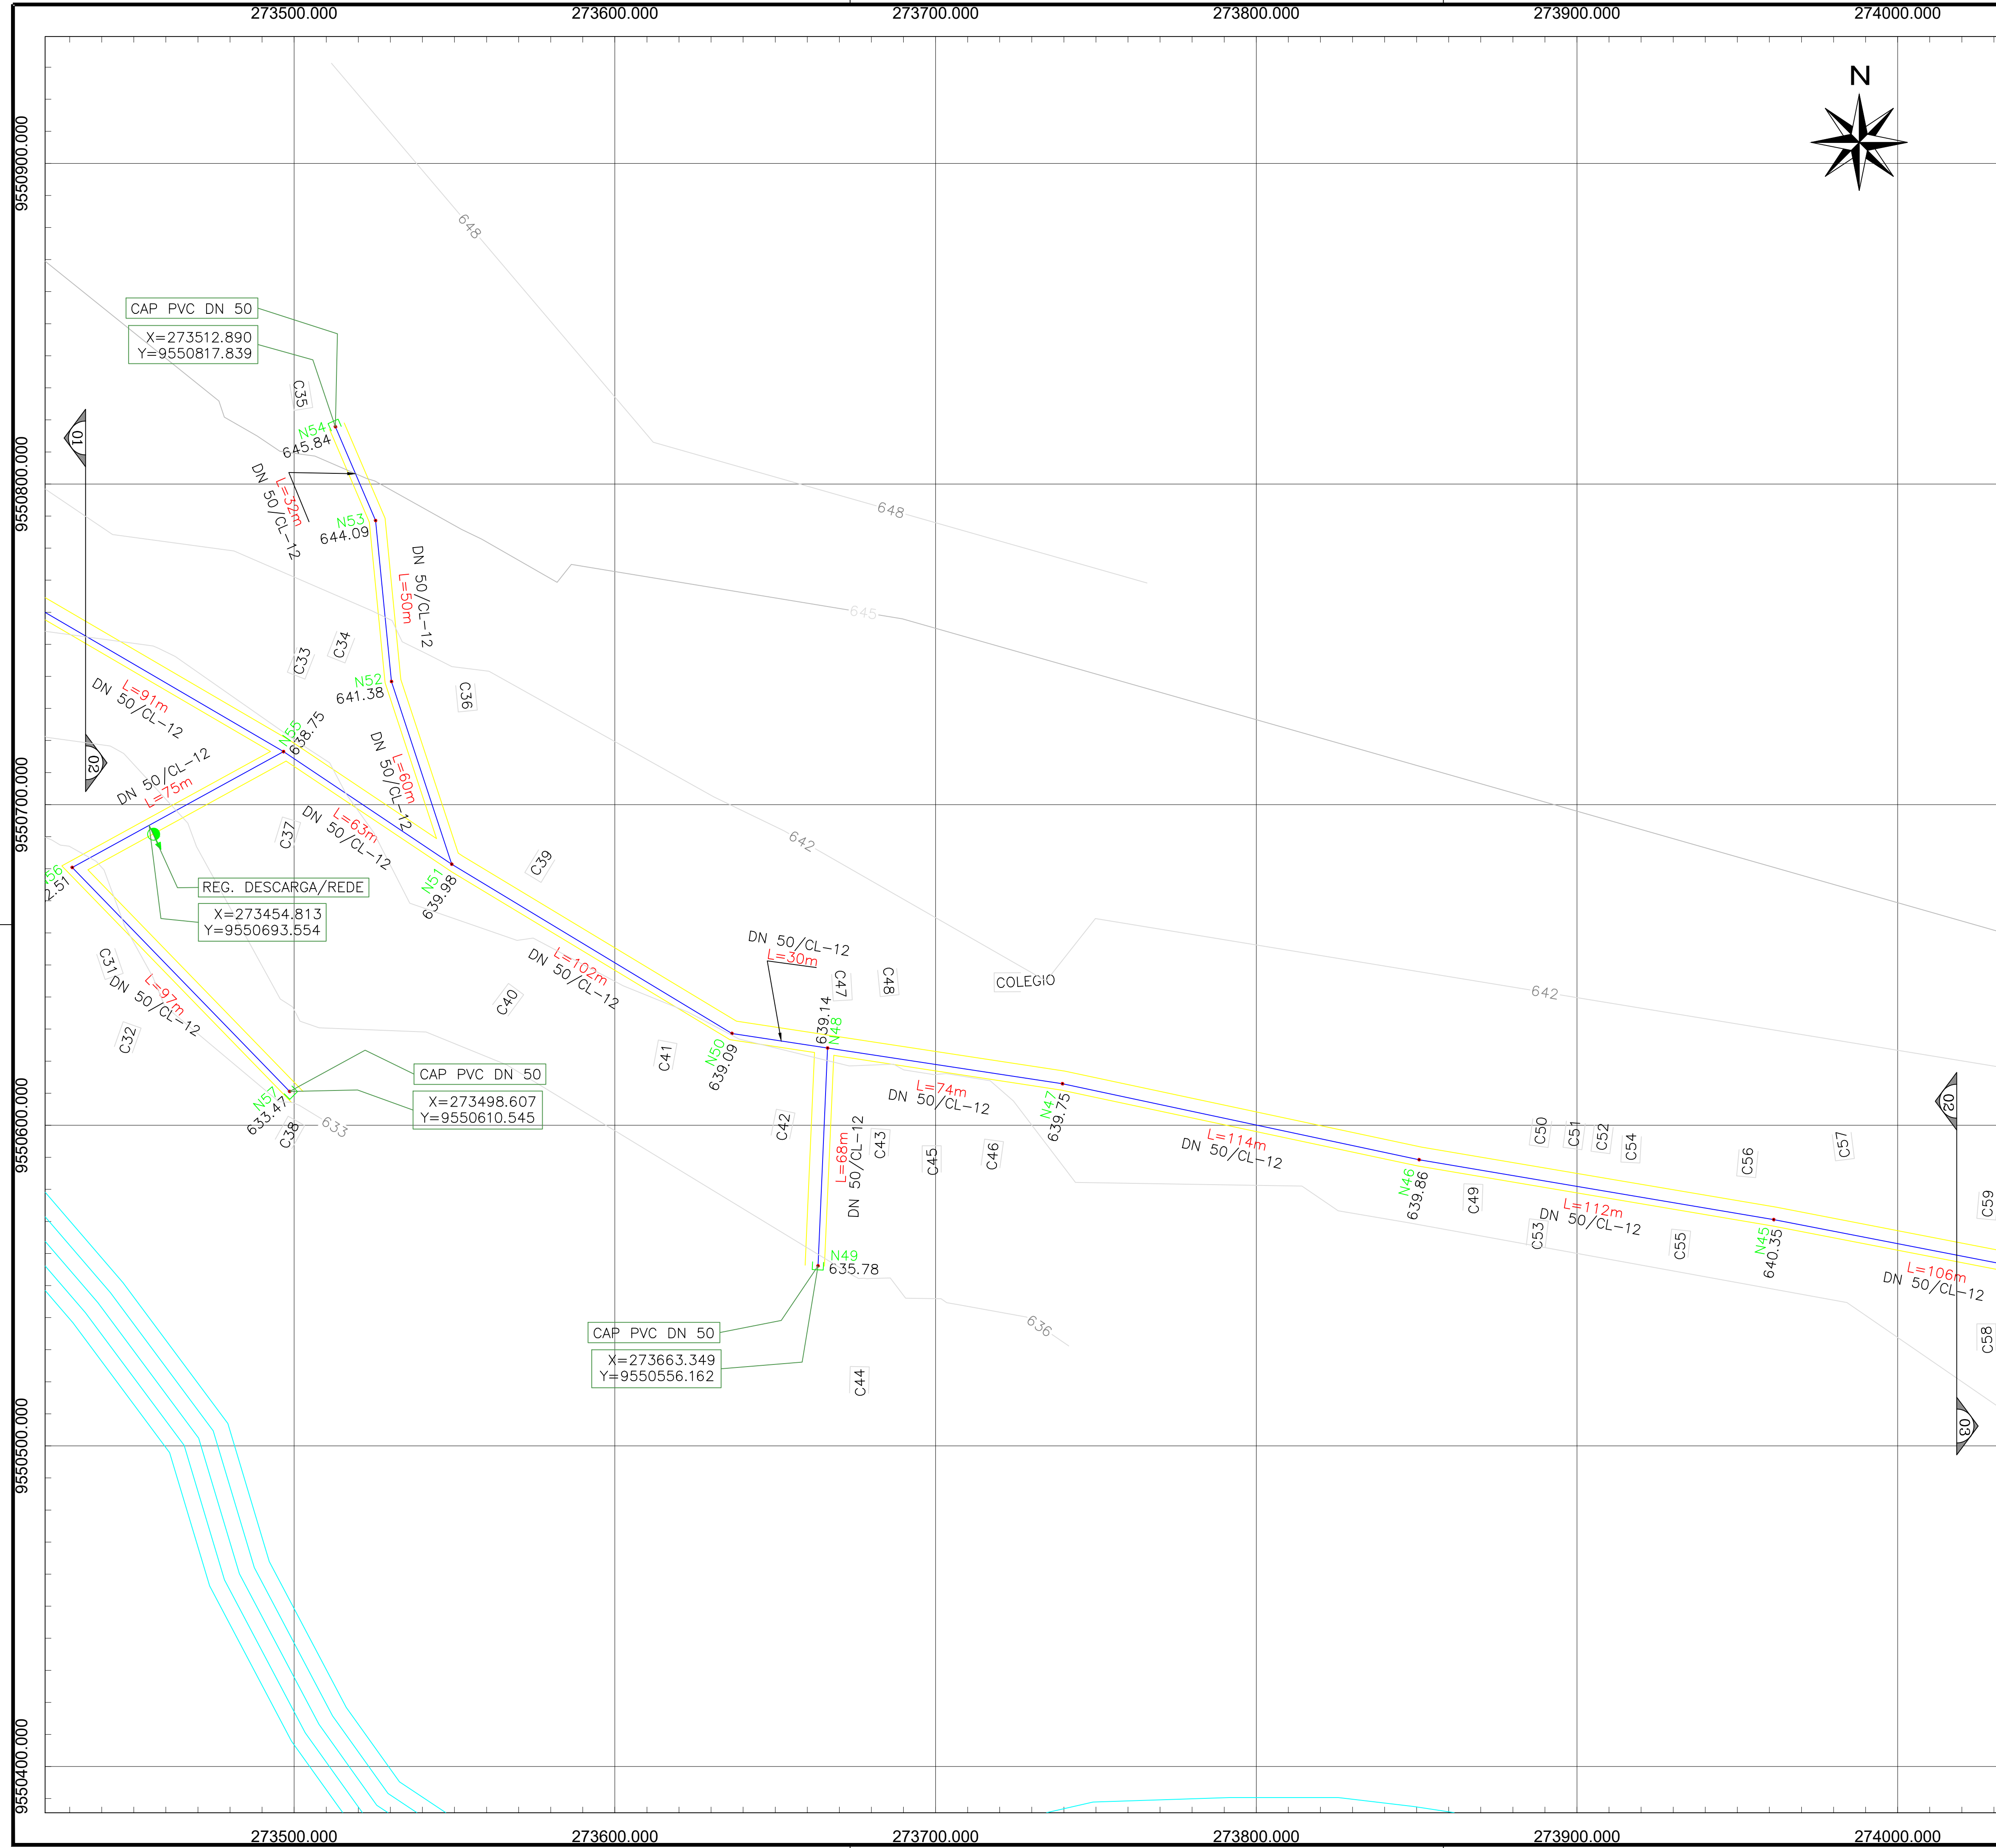 273500.000
273600.000
273700.000
273800.000
273900.000
274000.000
N
9550900.000
648
CAP PVC DN 50
X=273512.890
Y=9550817.839
C35
01
N54
645.84
9550800.000
DN 50/CL-12
L=32m
N53
644.09
648
DN 50/CL-12
L=50m
645
C34
C33
N52
641.38
C36
L=91m
DN 50/CL-12
N55
638.75
02
DN 50/CL-12
L=75m
DN 50/CL-12
L=60m
9550700.000
L=63m
DN 50/CL-12
C37
642
C39
N51
639.98
2.51
REG. DESCARGA/REDE
X=273454.813
Y=9550693.554
DN 50/CL-12
L=30m
C31
L=97m
DN 50/CL-12
L=102m
DN 50/CL-12
C40
C47
C48
COLEGIO
642
C32
639.14
N48
N50
639.09
C41
CAP PVC DN 50
X=273498.607
Y=9550610.545
N57
633.47
C38
633
9550600.000
L=74m
DN 50/CL-12
N47
639.75
02
C42
L=68m
DN 50/CL-12
C43
C45
C46
L=114m
DN 50/CL-12
C50
C51
C52
C54
C56
C57
N46
639.86
C49
L=112m
DN 50/CL-12
C53
C55
N45
640.35
C59
N49
635.78
L=106m
DN 50/CL-12
636
C58
CAP PVC DN 50
X=273663.349
Y=9550556.162
C44
03
9550500.000
9550400.000
273500.000
273600.000
273700.000
273800.000
273900.000
274000.000